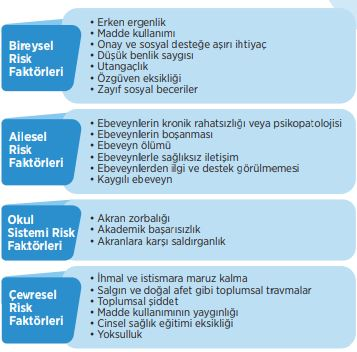 Bireysel
Risk
Faktörleri
• Erken ergenlik
• Madde kullanımı
• Onay ve sosyal desteğe aşırı ihtiyaç
• Düşük benlik saygısı
• Utangaçlık
• Özgüven eksikliği
• Zayıf sosyal beceriler
Ailesel
Risk
Faktörleri
• Ebeveynlerin kronik rahatsızlığı veya psikopatolojisi
• Ebeveynlerin boşanması
• Ebeveyn ölümü
• Ebeveynlerle sağlıksız iletişim
• Ebeveynlerden ilgi ve destek görülmemesi
• Kaygılı ebeveyn
Okul
Sistemi Risk
Faktörleri
• Akran zorbalığı
• Akademik başarısızlık
• Akranlara karşı saldırganlık
Çevresel
Risk
Faktörleri
• İhmal ve istismara maruz kalma
• Salgın ve doğal afet gibi toplumsal travmalar
• Toplumsal şiddet
• Madde kullanımının yaygınlığı
• Cinsel sağlık eğitimi eksikliği
• Yoksulluk